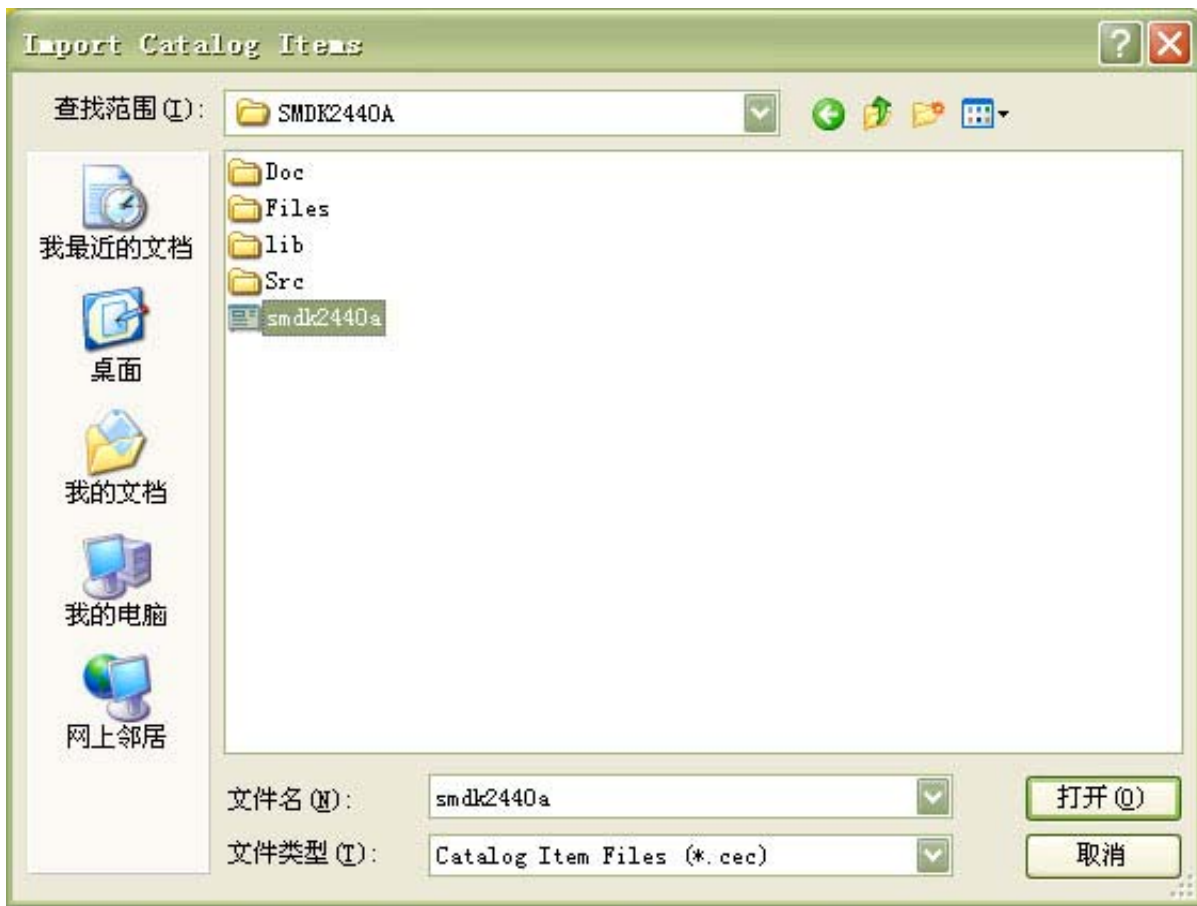 Import Catalog Items
查找范围(I):
SMDK2440A
Doc
Files
lib
Src
smdk2440a
我最近的文档
桌面
我的文档
我的电脑
网上邻居
文件名(N):
smdk2440a
打开(O)
文件类型(T):
Catalog Item Files (*.cec)
取消